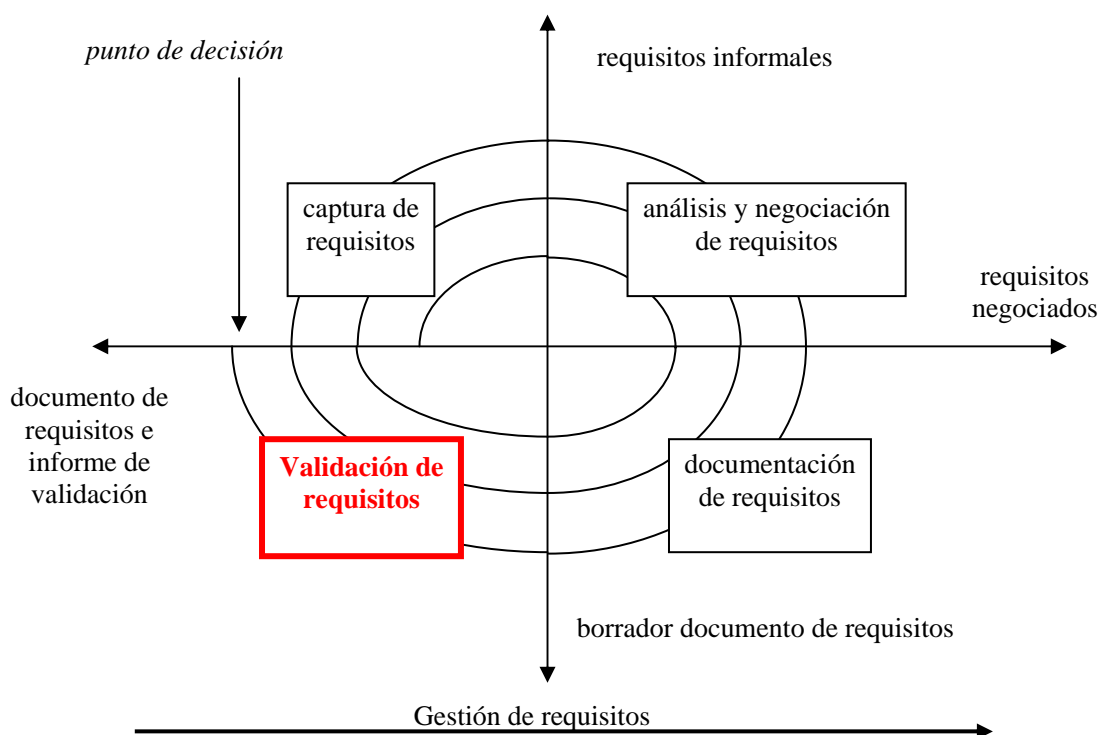 punto de decisión
requisitos informales
captura de
requisitos
análisis y negociación
de requisitos
requisitos
negociados
documento de
requisitos e
informe de
validación
Validación de
requisitos
documentación
de requisitos
borrador documento de requisitos
Gestión de requisitos